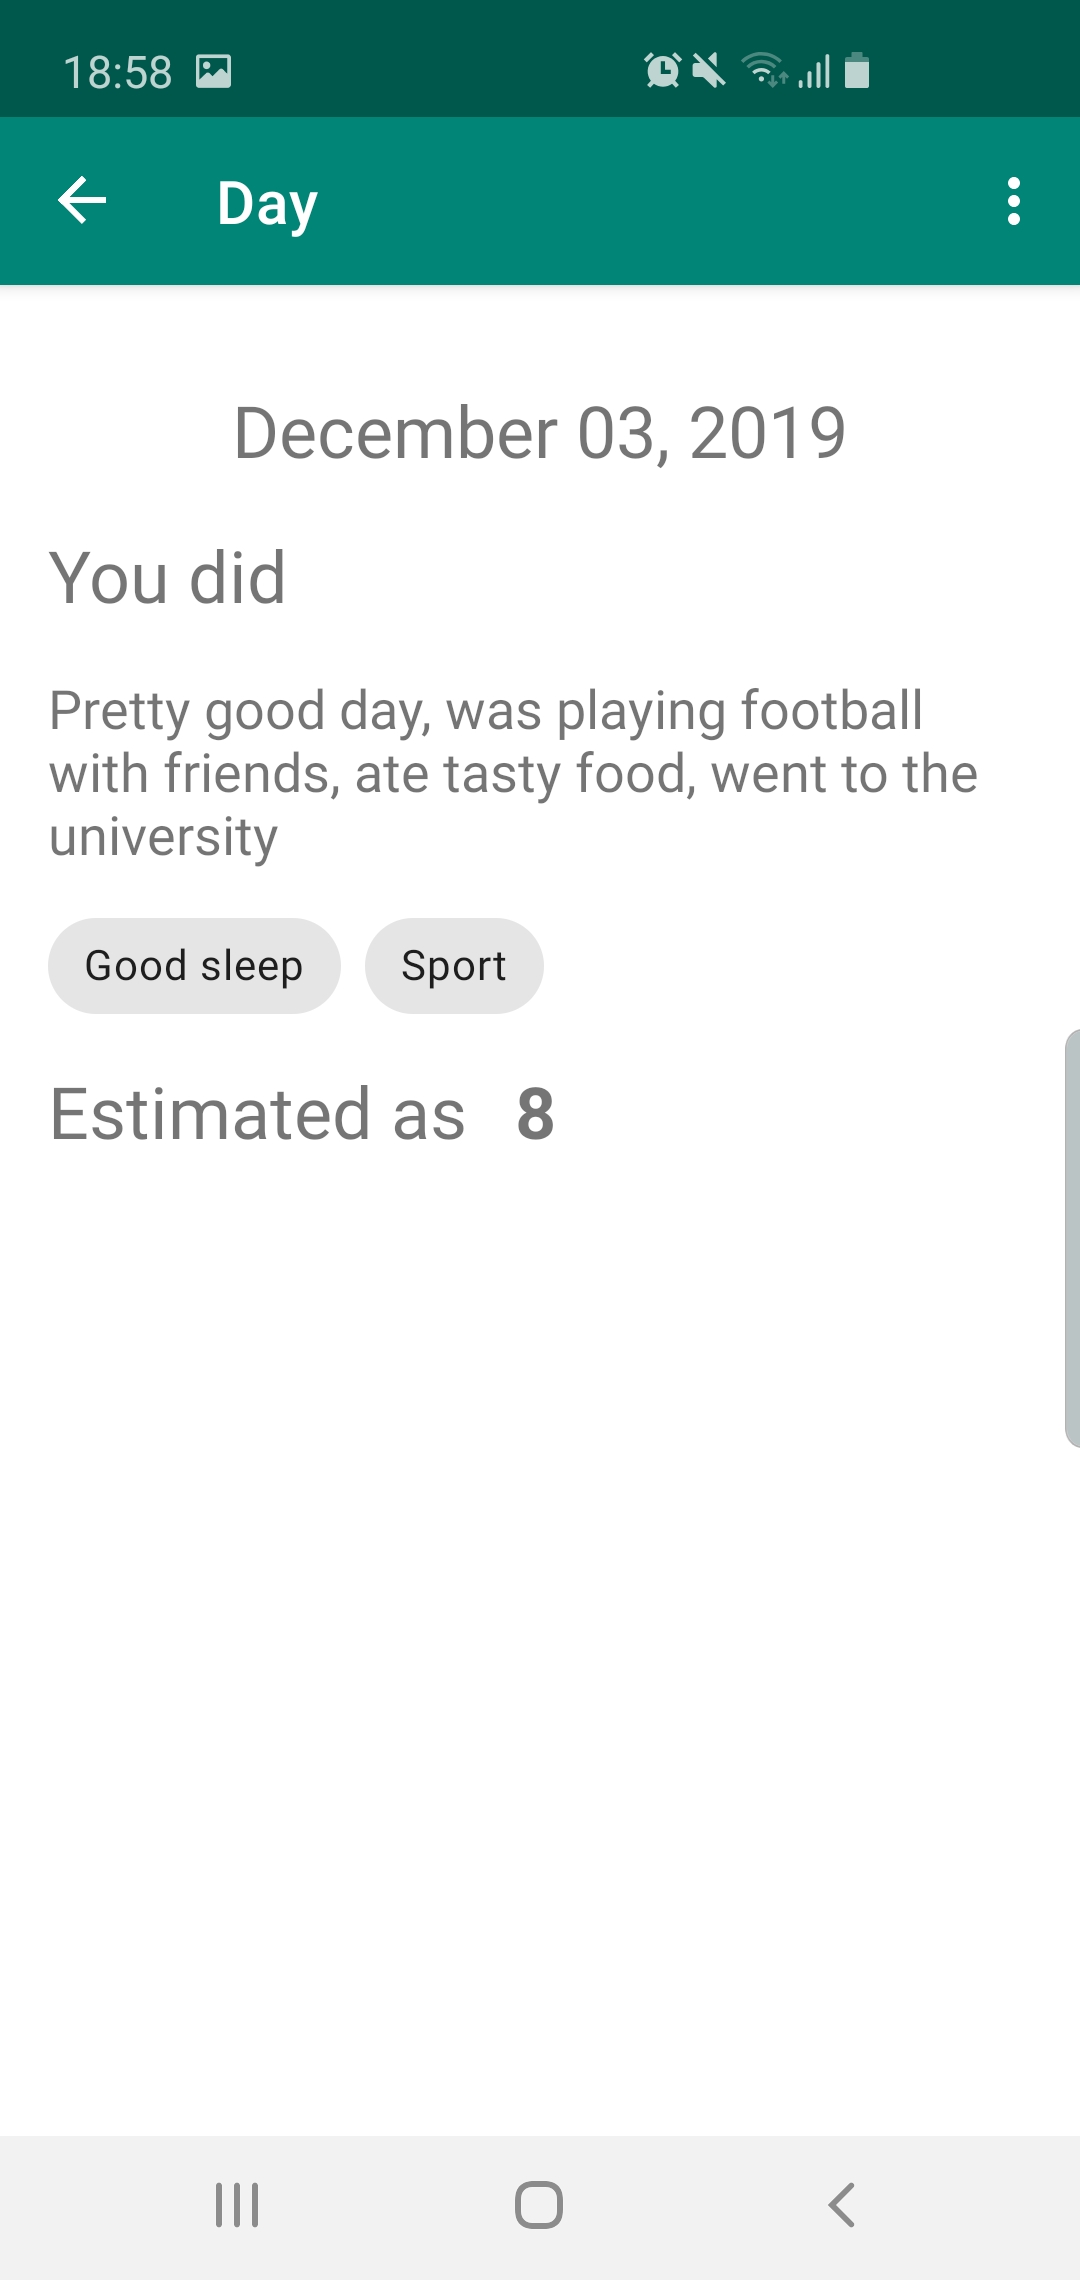 18:58
Day
December 03, 2019
You did
Pretty good day, was playing football
with friends, ate tasty food, went to the
university
Good sleep Sport
Estimated as 8